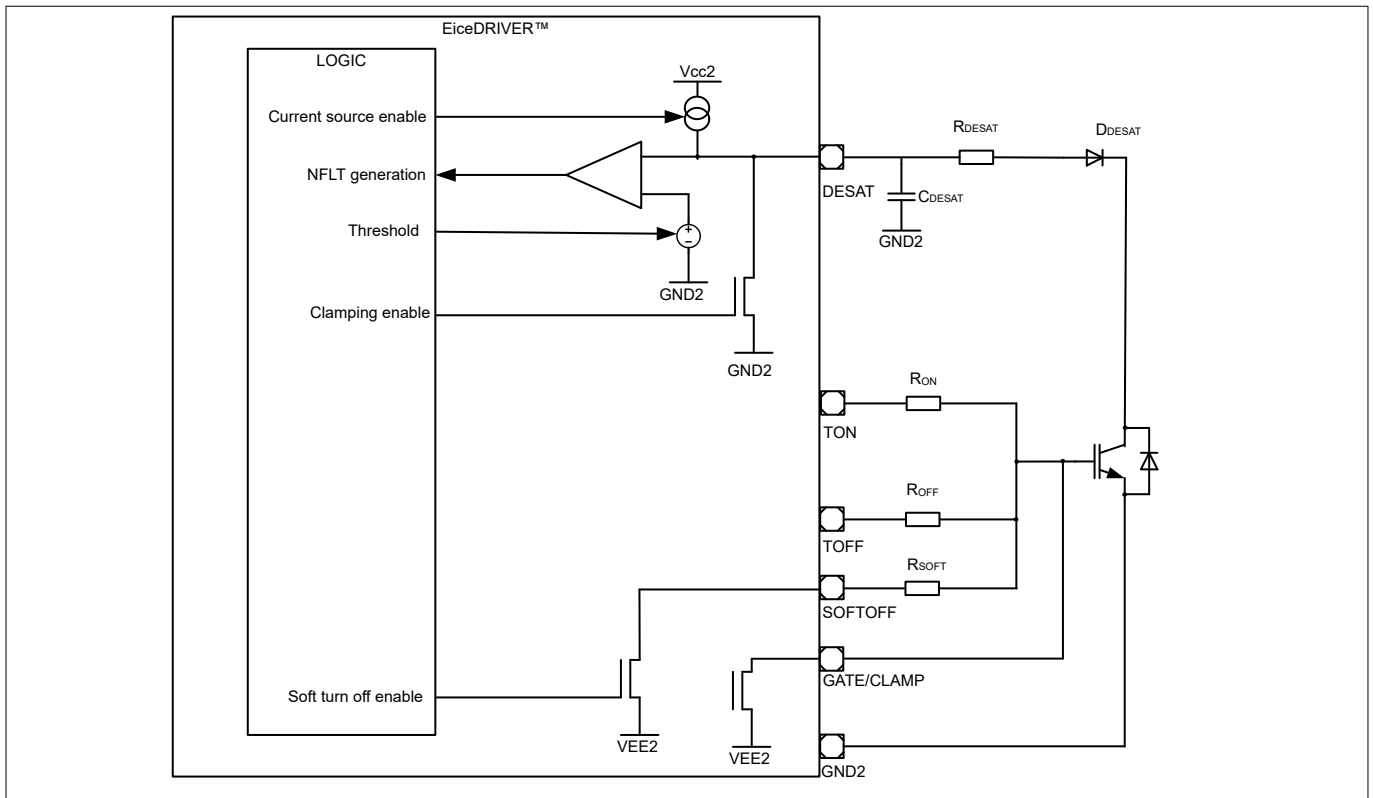 EiceDRIVER™
LOGIC
Vcc2
Current source enable
RDESAT
DDESAT
NFLT generation
DESAT
CDESAT
Threshold
+
−
GND2
GND2
Clamping enable
GND2
RON
TON
ROFF
TOFF
RSOFT
SOFTOFF
GATE/CLAMP
Soft turn off enable
VEE2
VEE2
GND2